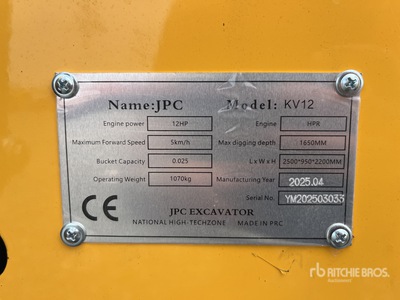 Name:JPC Model: KV12
Engine power 12HP Engine HPR
Maximum Forward Speed 5km/h Max digging depth 1650MM
Bucket Capacity 0.025 L x W x H 2500*950*2200MM
Operating Weight 1070kg Manufacturing Year 2025.04
Serial No. YM202503033
CE JPC EXCAVATOR
NATIONAL HIGH-TECHZONE MADE IN PRC
rb RITCHIE BROS.